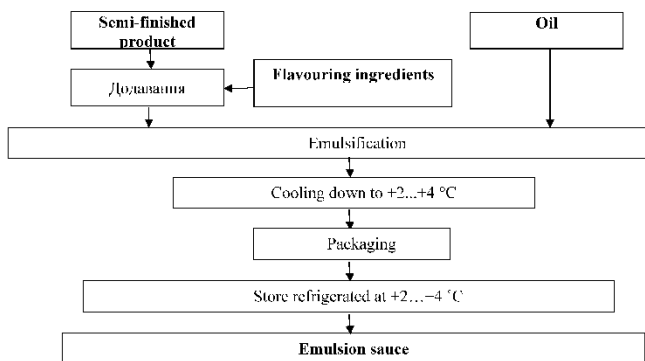 Semi-finished
product
Oil
Flavouring ingredients
Додавання
Emulsification
Cooling down to +2...+4 °C
Packaging
Store refrigerated at +2…+4 °C
Emulsion sauce